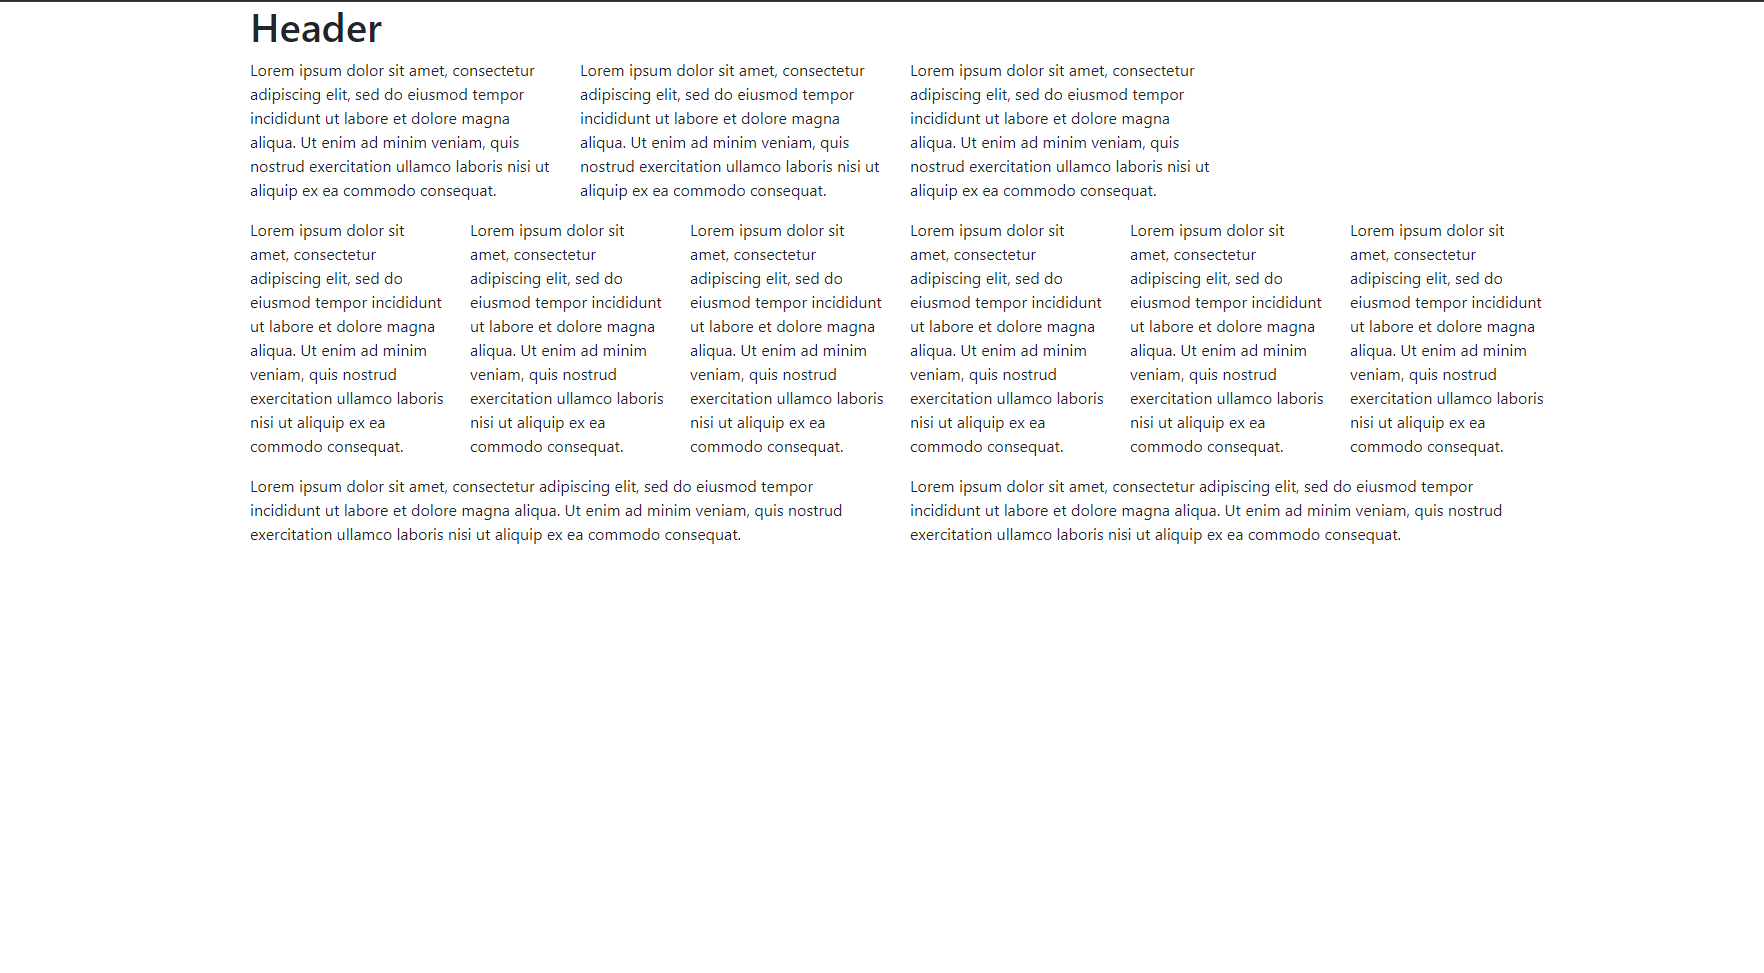 Header
Lorem ipsum dolor sit amet, consectetur
adipiscing elit, sed do eiusmod tempor
incididunt ut labore et dolore magna
aliqua. Ut enim ad minim veniam, quis
nostrud exercitation ullamco laboris nisi ut
aliquip ex ea commodo consequat.
Lorem ipsum dolor sit amet, consectetur
adipiscing elit, sed do eiusmod tempor
incididunt ut labore et dolore magna
aliqua. Ut enim ad minim veniam, quis
nostrud exercitation ullamco laboris nisi ut
aliquip ex ea commodo consequat.
Lorem ipsum dolor sit amet, consectetur
adipiscing elit, sed do eiusmod tempor
incididunt ut labore et dolore magna
aliqua. Ut enim ad minim veniam, quis
nostrud exercitation ullamco laboris nisi ut
aliquip ex ea commodo consequat.
Lorem ipsum dolor sit
amet, consectetur
adipiscing elit, sed do
eiusmod tempor incididunt
ut labore et dolore magna
aliqua. Ut enim ad minim
veniam, quis nostrud
exercitation ullamco laboris
nisi ut aliquip ex ea
commodo consequat.
Lorem ipsum dolor sit
amet, consectetur
adipiscing elit, sed do
eiusmod tempor incididunt
ut labore et dolore magna
aliqua. Ut enim ad minim
veniam, quis nostrud
exercitation ullamco laboris
nisi ut aliquip ex ea
commodo consequat.
Lorem ipsum dolor sit
amet, consectetur
adipiscing elit, sed do
eiusmod tempor incididunt
ut labore et dolore magna
aliqua. Ut enim ad minim
veniam, quis nostrud
exercitation ullamco laboris
nisi ut aliquip ex ea
commodo consequat.
Lorem ipsum dolor sit
amet, consectetur
adipiscing elit, sed do
eiusmod tempor incididunt
ut labore et dolore magna
aliqua. Ut enim ad minim
veniam, quis nostrud
exercitation ullamco laboris
nisi ut aliquip ex ea
commodo consequat.
Lorem ipsum dolor sit
amet, consectetur
adipiscing elit, sed do
eiusmod tempor incididunt
ut labore et dolore magna
aliqua. Ut enim ad minim
veniam, quis nostrud
exercitation ullamco laboris
nisi ut aliquip ex ea
commodo consequat.
Lorem ipsum dolor sit
amet, consectetur
adipiscing elit, sed do
eiusmod tempor incididunt
ut labore et dolore magna
aliqua. Ut enim ad minim
veniam, quis nostrud
exercitation ullamco laboris
nisi ut aliquip ex ea
commodo consequat.
Lorem ipsum dolor sit amet, consectetur adipiscing elit, sed do eiusmod tempor
incididunt ut labore et dolore magna aliqua. Ut enim ad minim veniam, quis nostrud
exercitation ullamco laboris nisi ut aliquip ex ea commodo consequat.
Lorem ipsum dolor sit amet, consectetur adipiscing elit, sed do eiusmod tempor
incididunt ut labore et dolore magna aliqua. Ut enim ad minim veniam, quis nostrud
exercitation ullamco laboris nisi ut aliquip ex ea commodo consequat.